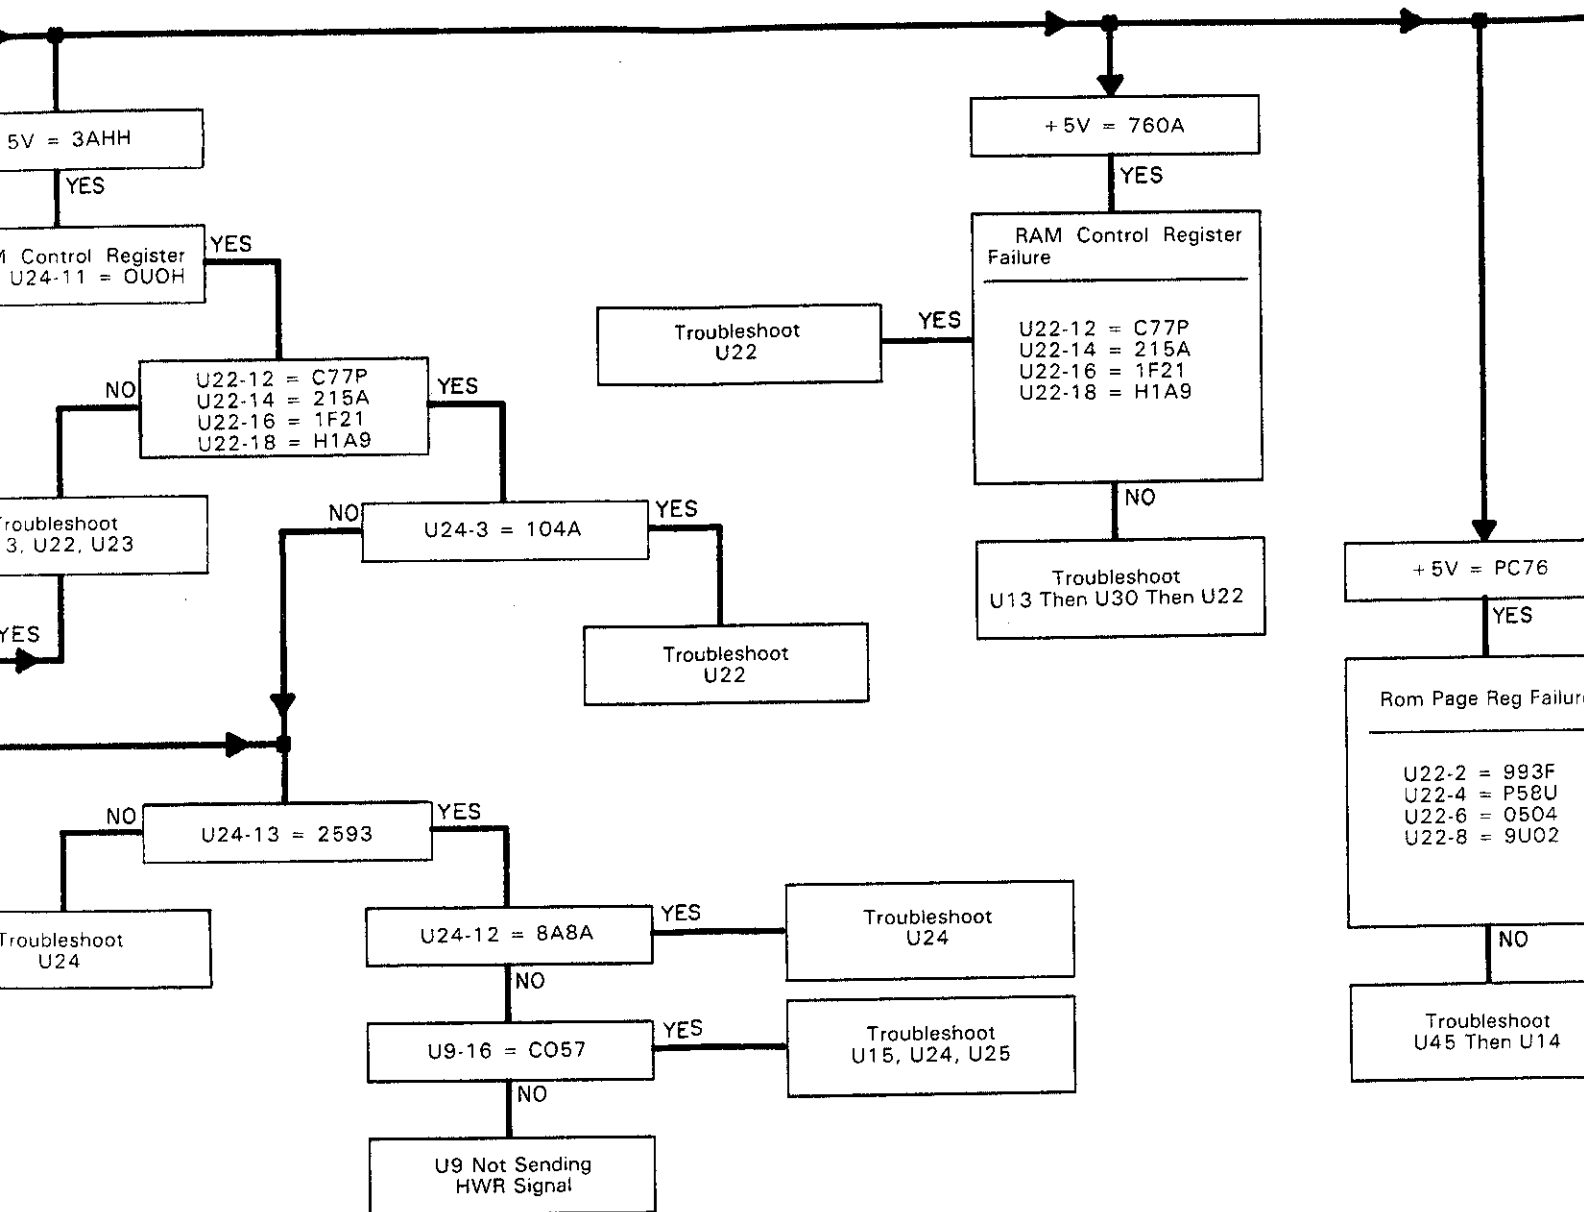 5V = 3AHH
YES
Control Register
U24-11 = OUOH
YES
NO
U22-12 = C77P
U22-14 = 215A
U22-16 = 1F21
U22-18 = H1A9
YES
Troubleshoot
3, U22, U23
YES
NO
U24-3 = 104A
YES
Troubleshoot
U22
NO
U24-13 = 2593
YES
Troubleshoot
U24
U24-12 = 8A8A
YES
Troubleshoot
U24
NO
U9-16 = CO57
YES
Troubleshoot
U15, U24, U25
NO
U9 Not Sending
HWR Signal
+5V = 760A
YES
RAM Control Register
Failure
U22-12 = C77P
U22-14 = 215A
U22-16 = 1F21
U22-18 = H1A9
YES
Troubleshoot
U22
NO
Troubleshoot
U13 Then U30 Then U22
+5V = PC76
YES
Rom Page Reg Failure
U22-2 = 993F
U22-4 = P58U
U22-6 = 0504
U22-8 = 9U02
NO
Troubleshoot
U45 Then U14